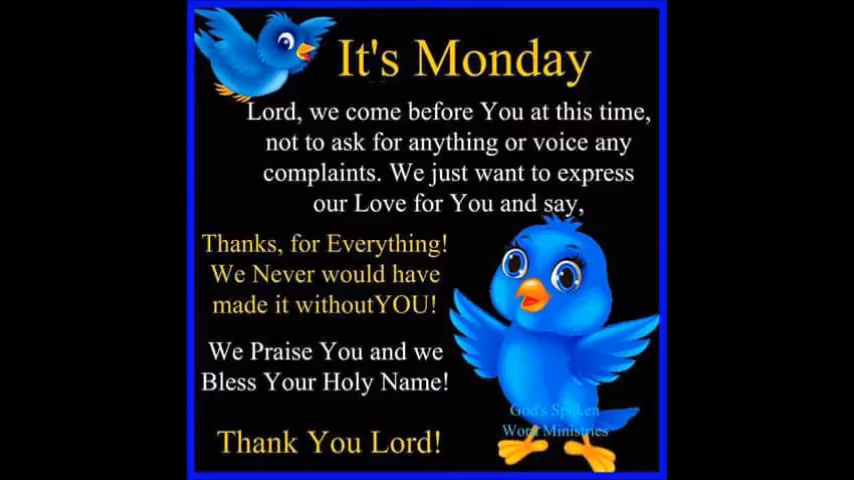 It's Monday
Lord, we come before You at this time,
not to ask for anything or voice any
complaints. We just want to express
our Love for You and say,
Thanks, for Everything!
We Never would have
made it withoutYOU!
We Praise You and we
Bless Your Holy Name!
Thank You Lord!
God's Spoken
Word Ministries